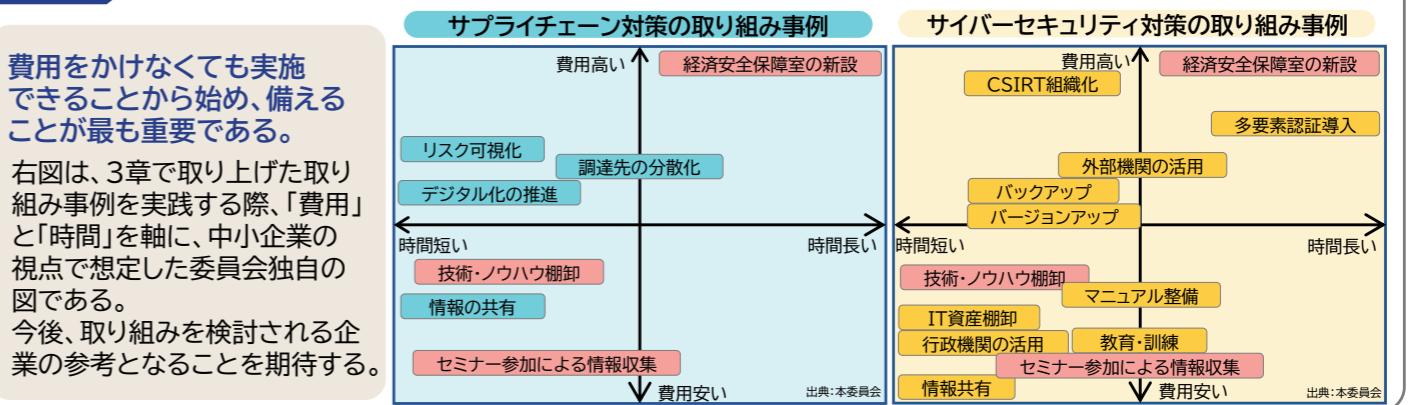 費用をかけなくても実施
できることから始め、備える
ことが最も重要である。
右図は、3章で取り上げた取り
組み事例を実践する際、「費用」
と「時間」を軸に、中小企業の
視点で想定した委員会独自の
図である。
今後、取り組みを検討される企
業の参考となることを期待する。
サプライチェーン対策の取り組み事例
費用高い
経済安全保障室の新設
リスク可視化
調達先の分散化
デジタル化の推進
時間短い
時間長い
技術・ノウハウ棚卸
情報の共有
セミナー参加による情報収集
費用安い
出典：本委員会
サイバーセキュリティ対策の取り組み事例
費用高い
経済安全保障室の新設
CSIRT組織化
多要素認証導入
外部機関の活用
バックアップ
バージョンアップ
時間短い
時間長い
技術・ノウハウ棚卸
マニュアル整備
IT資産棚卸
行政機関の活用
教育・訓練
セミナー参加による情報収集
情報共有
費用安い
出典：本委員会